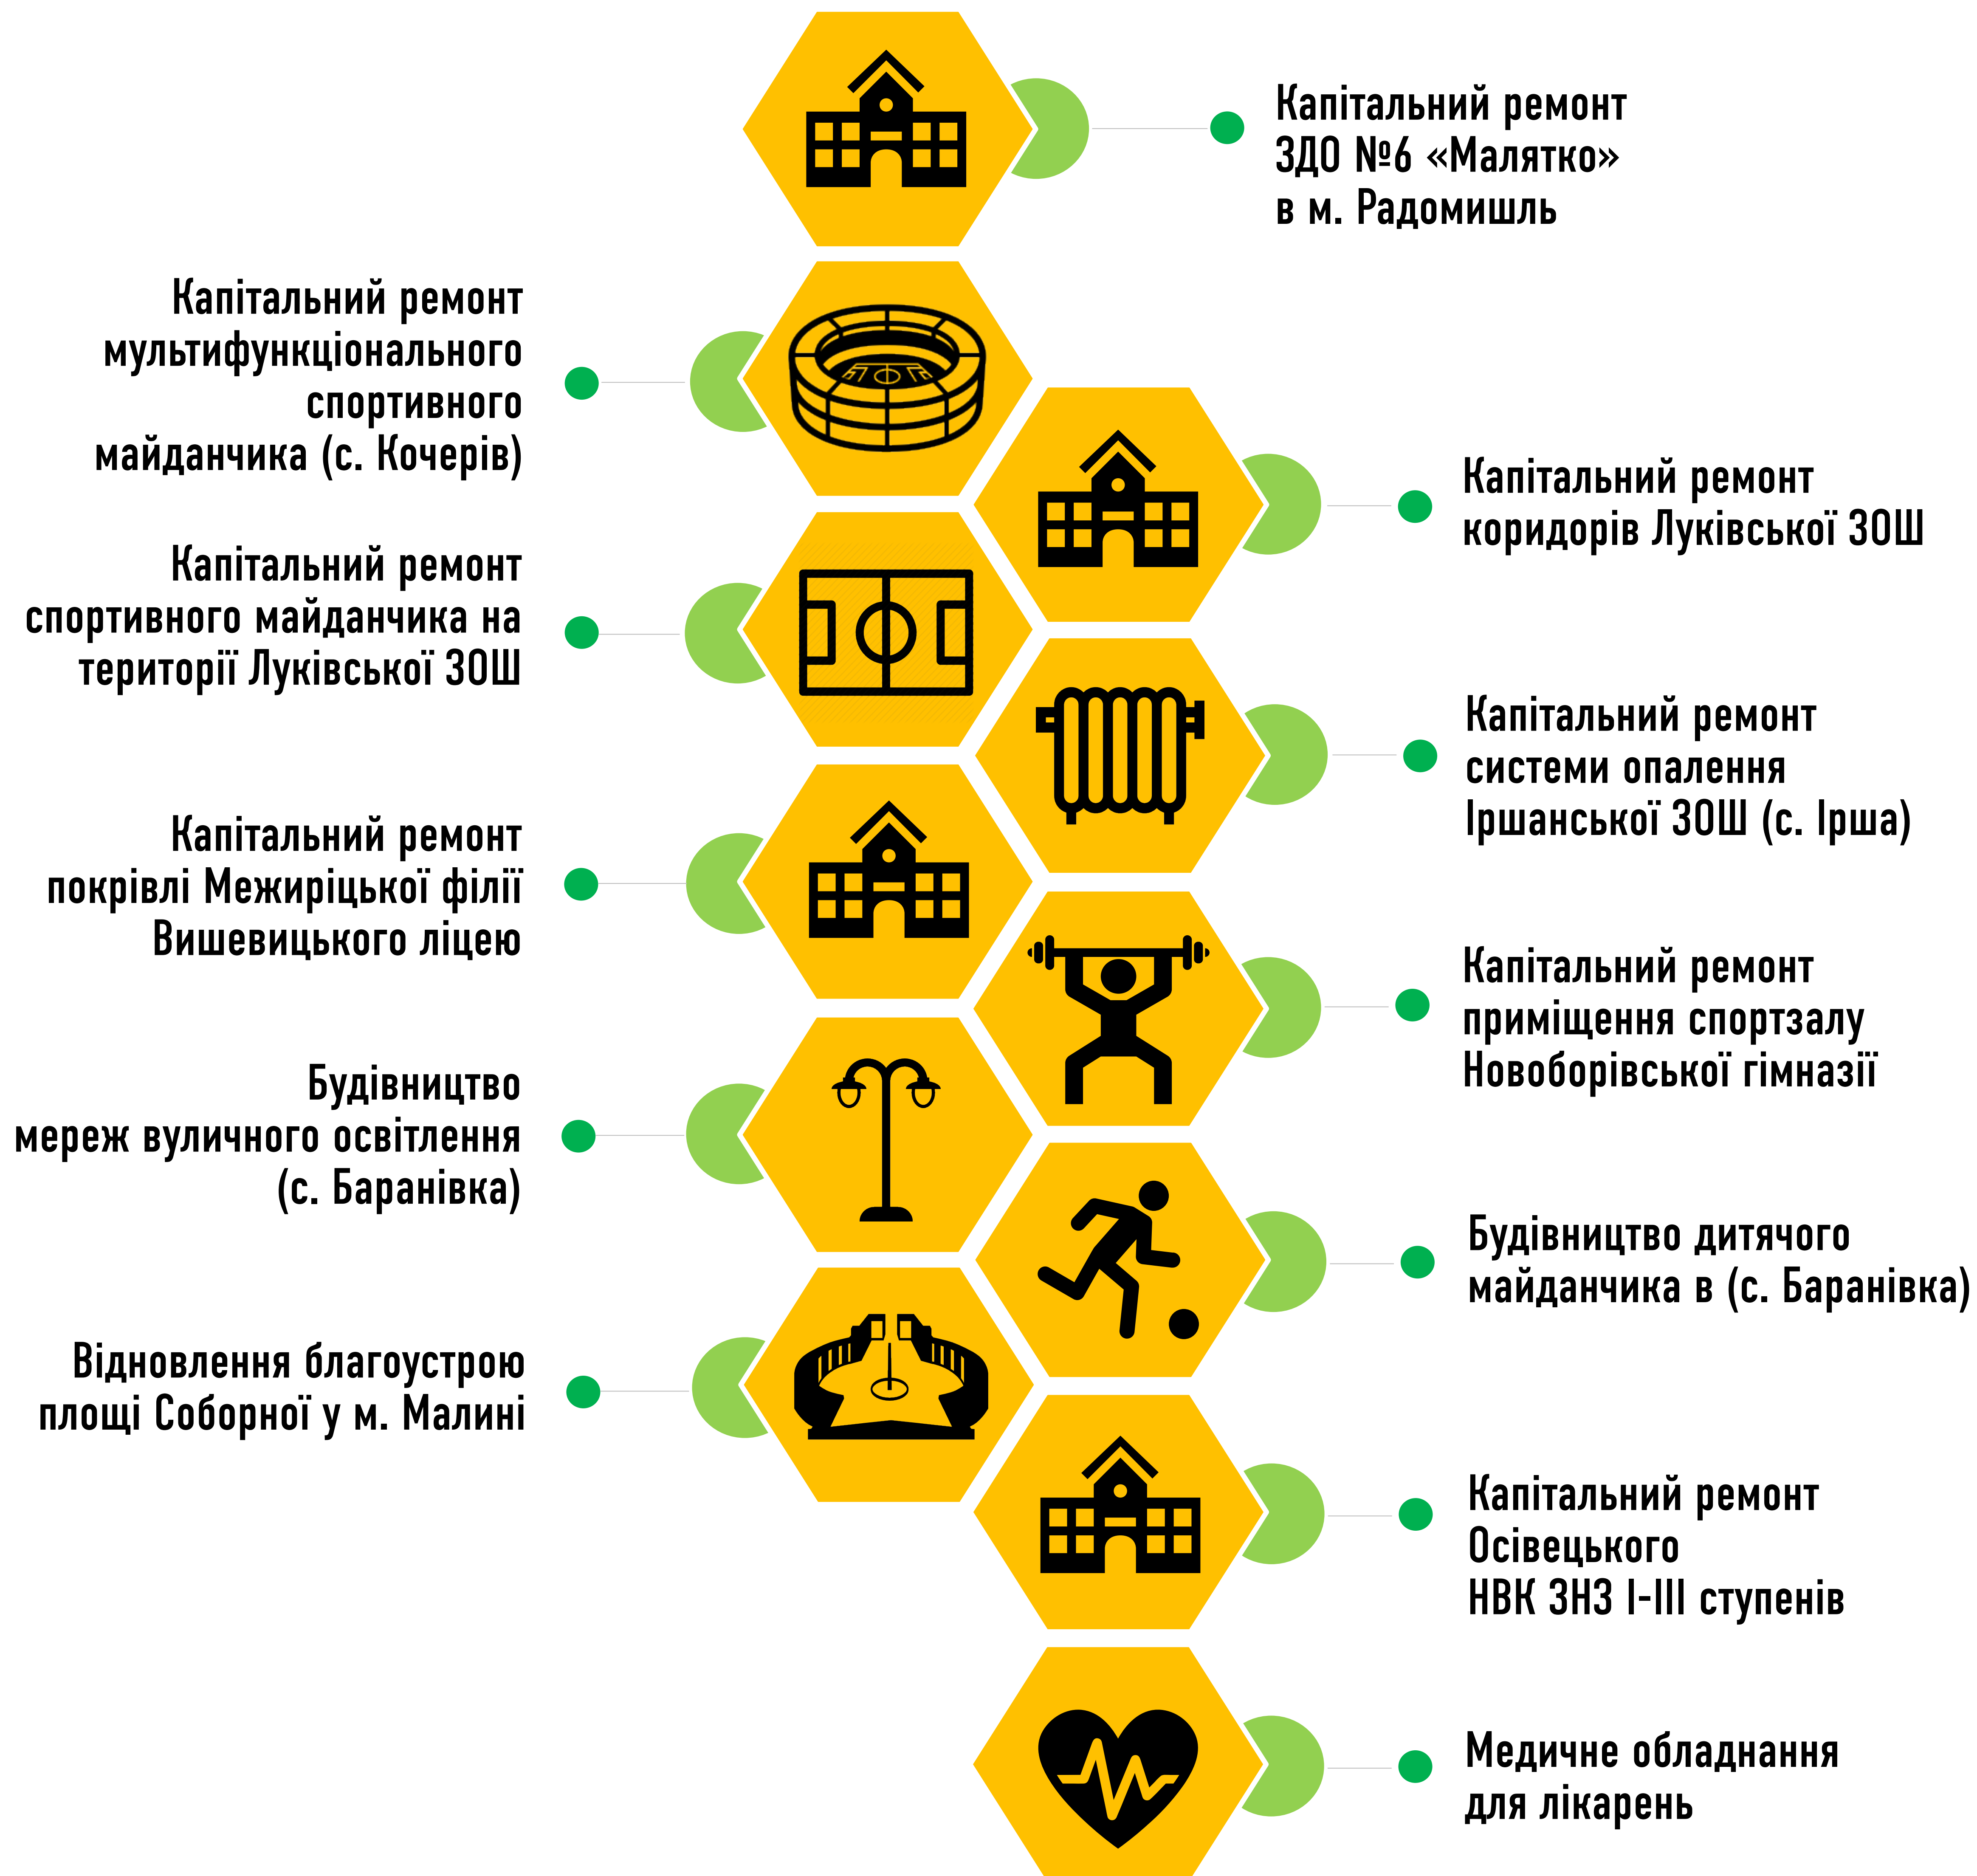 Капітальний ремонт
ЗДО №6 «Малятко»
в м. Радомишль
Капітальний ремонт
мультифункціонального
спортивного
майданчика (с. Кочерів)
Капітальний ремонт
коридорів Луківської ЗОШ
Капітальний ремонт
спортивного майданчика на
території Луківської ЗОШ
Капітальний ремонт
системи опалення
Іршанської ЗОШ (с. Ірша)
Капітальний ремонт
покрівлі Межиріцької філії
Вишевицького ліцею
Капітальний ремонт
приміщення спортзалу
Новоборівської гімназії
Будівництво
мереж вуличного освітлення
(с. Баранівка)
Будівництво дитячого
майданчика в (с. Баранівка)
Відновлення благоустрою
площі Соборної у м. Малині
Капітальний ремонт
Осівецького
НВК ЗНЗ І-ІІІ ступенів
Медичне обладнання
для лікарень